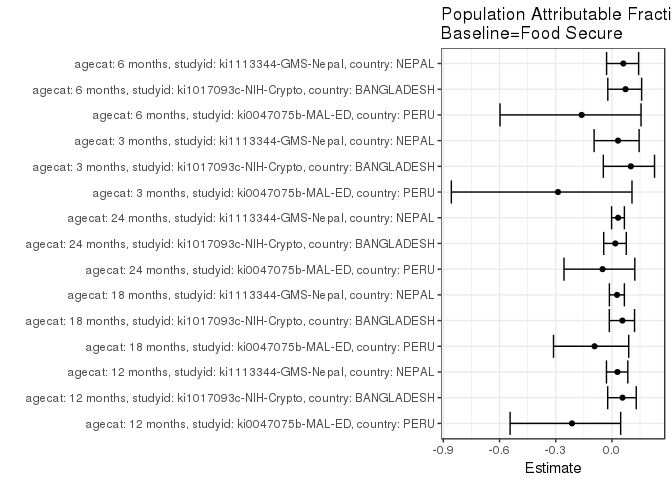 Population Attributable Fracti
Baseline=Food Secure
agecat: 6 months, studyid: ki1113344-GMS-Nepal, country: NEPAL
agecat: 6 months, studyid: ki1017093c-NIH-Crypto, country: BANGLADESH
agecat: 6 months, studyid: ki0047075b-MAL-ED, country: PERU
agecat: 3 months, studyid: ki1113344-GMS-Nepal, country: NEPAL
agecat: 3 months, studyid: ki1017093c-NIH-Crypto, country: BANGLADESH
agecat: 3 months, studyid: ki0047075b-MAL-ED, country: PERU
agecat: 24 months, studyid: ki1113344-GMS-Nepal, country: NEPAL
agecat: 24 months, studyid: ki1017093c-NIH-Crypto, country: BANGLADESH
agecat: 24 months, studyid: ki0047075b-MAL-ED, country: PERU
agecat: 18 months, studyid: ki1113344-GMS-Nepal, country: NEPAL
agecat: 18 months, studyid: ki1017093c-NIH-Crypto, country: BANGLADESH
agecat: 18 months, studyid: ki0047075b-MAL-ED, country: PERU
agecat: 12 months, studyid: ki1113344-GMS-Nepal, country: NEPAL
agecat: 12 months, studyid: ki1017093c-NIH-Crypto, country: BANGLADESH
agecat: 12 months, studyid: ki0047075b-MAL-ED, country: PERU
-0.9 -0.6 -0.3 0.0
Estimate